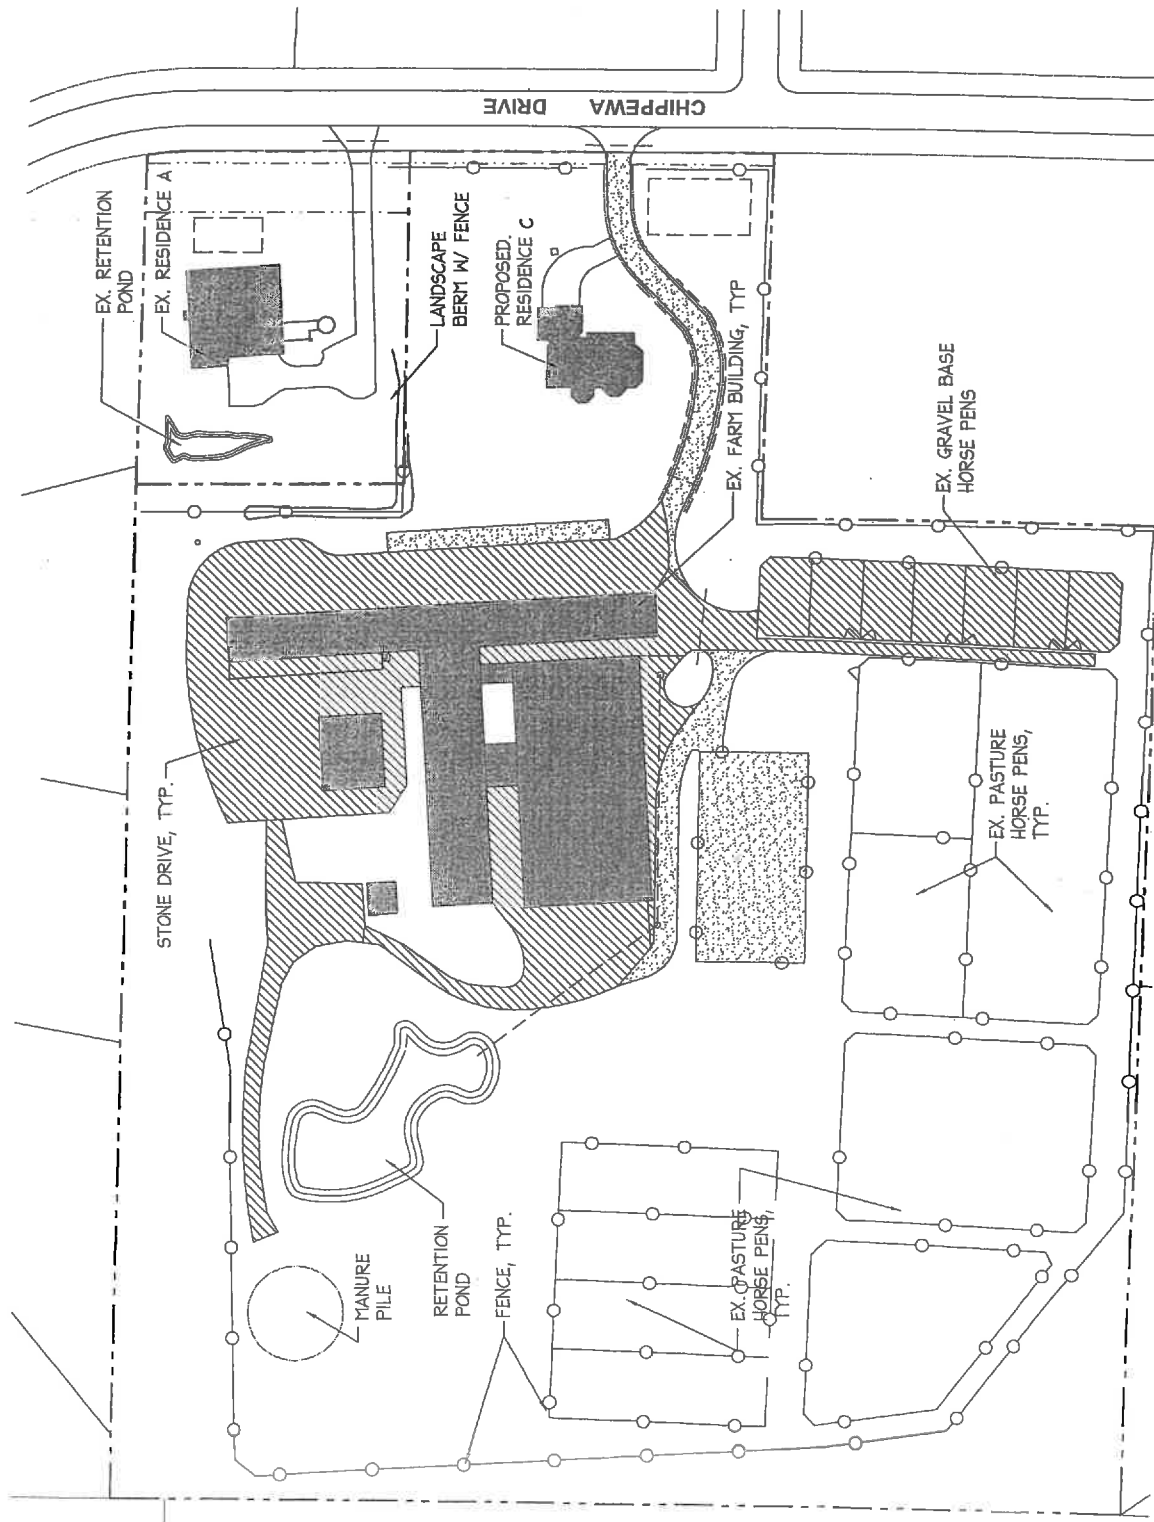 CHIPPEWA DRIVE
EX. RETENTION
POND
EX. RESIDENCE A
LANDSCAPE
BERM W/ FENCE
PROPOSED.
RESIDENCE C
EX. FARM BUILDING, TYP
EX. GRAVEL BASE
HORSE PENS
STONE DRIVE, TYP.
EX. PASTURE
HORSE PENS,
TYP.
MANURE
PILE
RETENTION
POND
FENCE, TYP.
EX. PASTURE
HORSE PENS,
TYP.